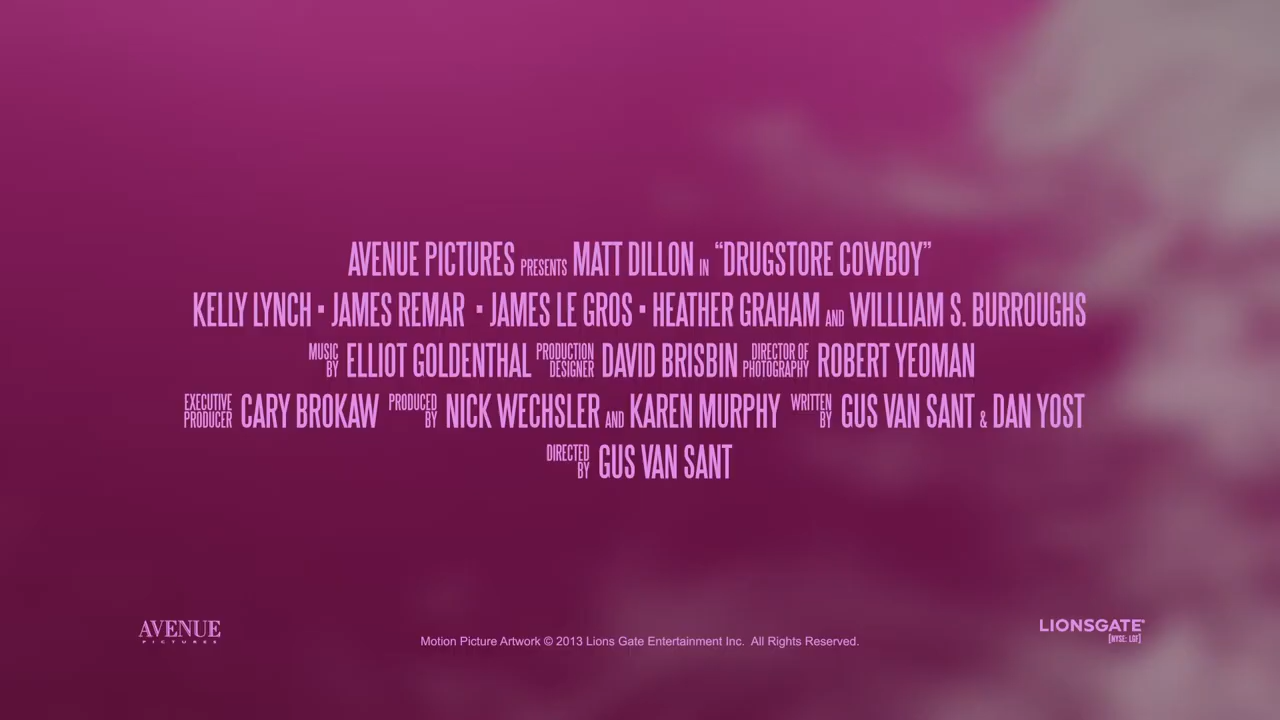 AVENUE PICTURES PRESENTS MATT DILLON IN “DRUGSTORE COWBOY”
KELLY LYNCH · JAMES REMAR · JAMES LE GROS · HEATHER GRAHAM AND WILLLIAM S. BURROUGHS
MUSIC BY ELLIOT GOLDENTHAL PRODUCTION DESIGNER DAVID BRISBIN DIRECTOR OF PHOTOGRAPHY ROBERT YEOMAN
EXECUTIVE PRODUCER CARY BROKAW PRODUCED BY NICK WECHSLER AND KAREN MURPHY WRITTEN BY GUS VAN SANT & DAN YOST
DIRECTED BY GUS VAN SANT
AVENUE
PICTURES
Motion Picture Artwork © 2013 Lions Gate Entertainment Inc. All Rights Reserved.
LIONSGATE
[NYSE: LGF]